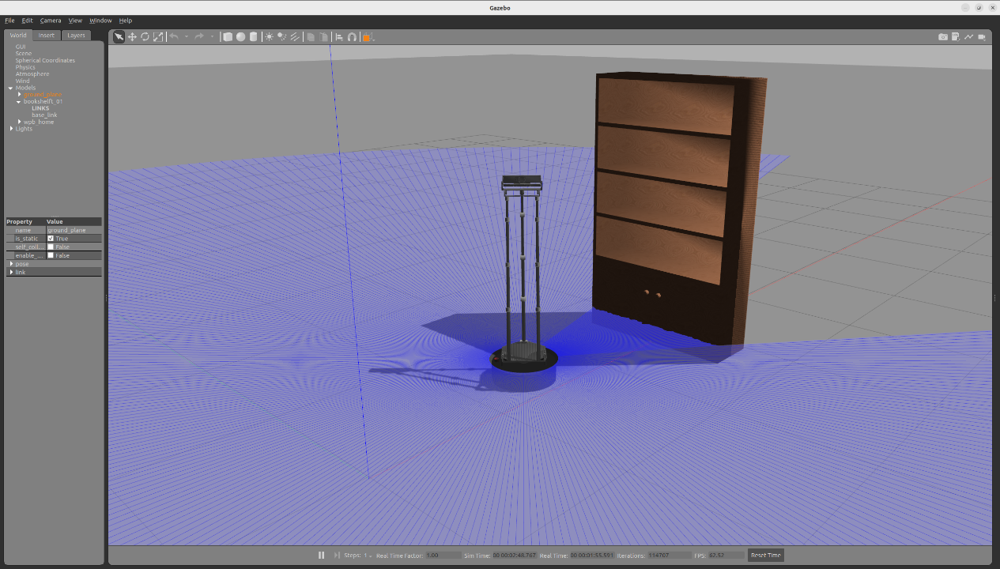 Gazebo
File Edit Camera View Window Help
World Insert Layers
GUI
Scene
Spherical Coordinates
Physics
Atmosphere
Wind
Models
ground_plane
bookshelft_01
LINKS
base_link
wpb_home
Lights
Property Value
name ground_plane
is_static True
self_coll... False
enable_... False
pose
link
Steps: 1 Real Time Factor: 1.00 Sim Time: 00 00:02:48.767 Real Time: 00 00:01:55.591 Iterations: 114707 FPS: 62.52 Reset Time